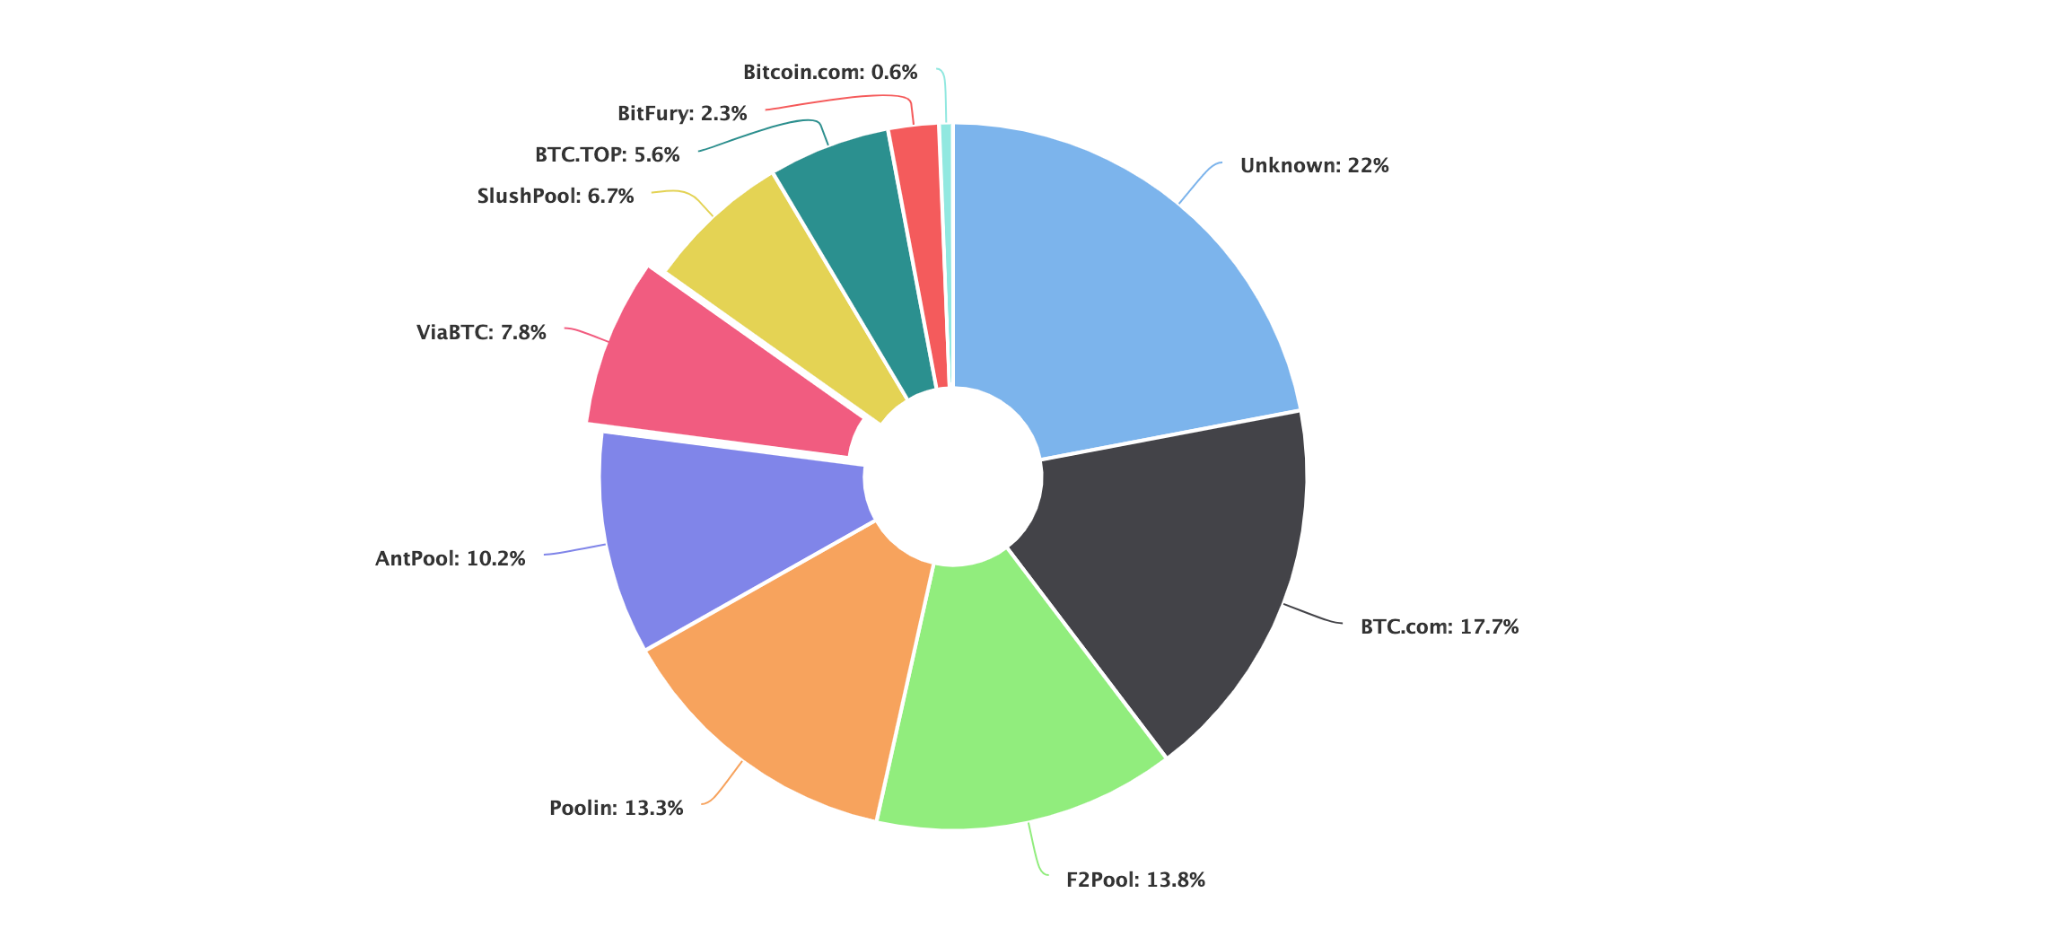 Bitcoin.com: 0.6%
BitFury: 2.3%
BTC.TOP: 5.6%
Unknown: 22%
SlushPool: 6.7%
ViaBTC: 7.8%
AntPool: 10.2%
BTC.com: 17.7%
Poolin: 13.3%
F2Pool: 13.8%